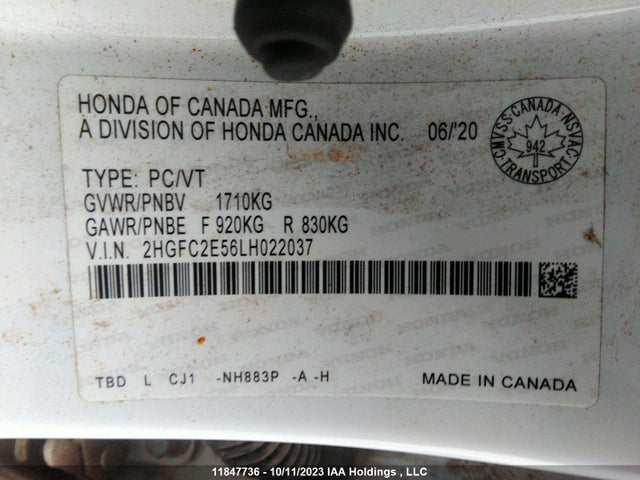 HONDA OF CANADA MFG.,
A DIVISION OF HONDA CANADA INC. 06/'20
CMVSS-CANADA-NSVAC
942
-TRANSPORT-
TYPE: PC/VT
GVWR/PNBV 1710KG
GAWR/PNBE F 920KG R 830KG
V.I.N. 2HGFC2E56LH022037
TBD L CJ1 -NH883P -A -H
MADE IN CANADA
11847736 - 10/11/2023 IAA Holdings , LLC